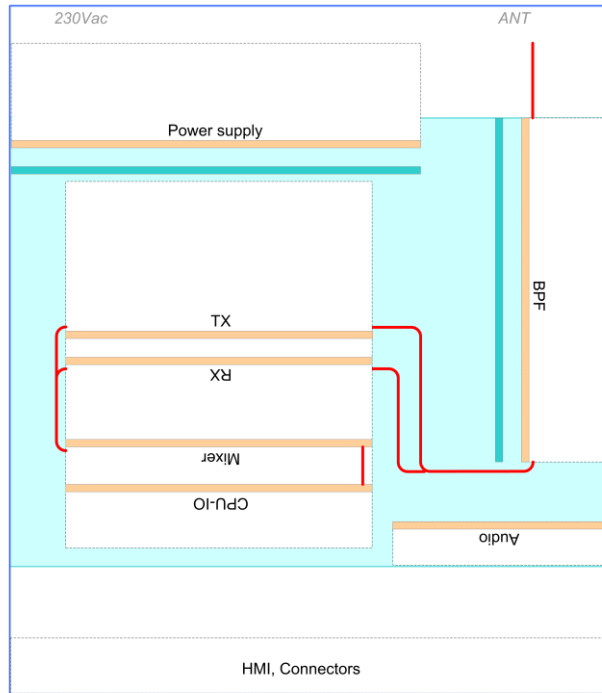 230Vac
ANT
Power supply
BPF
TX
RX
Mixer
CPU-IO
Audio
HMI, Connectors